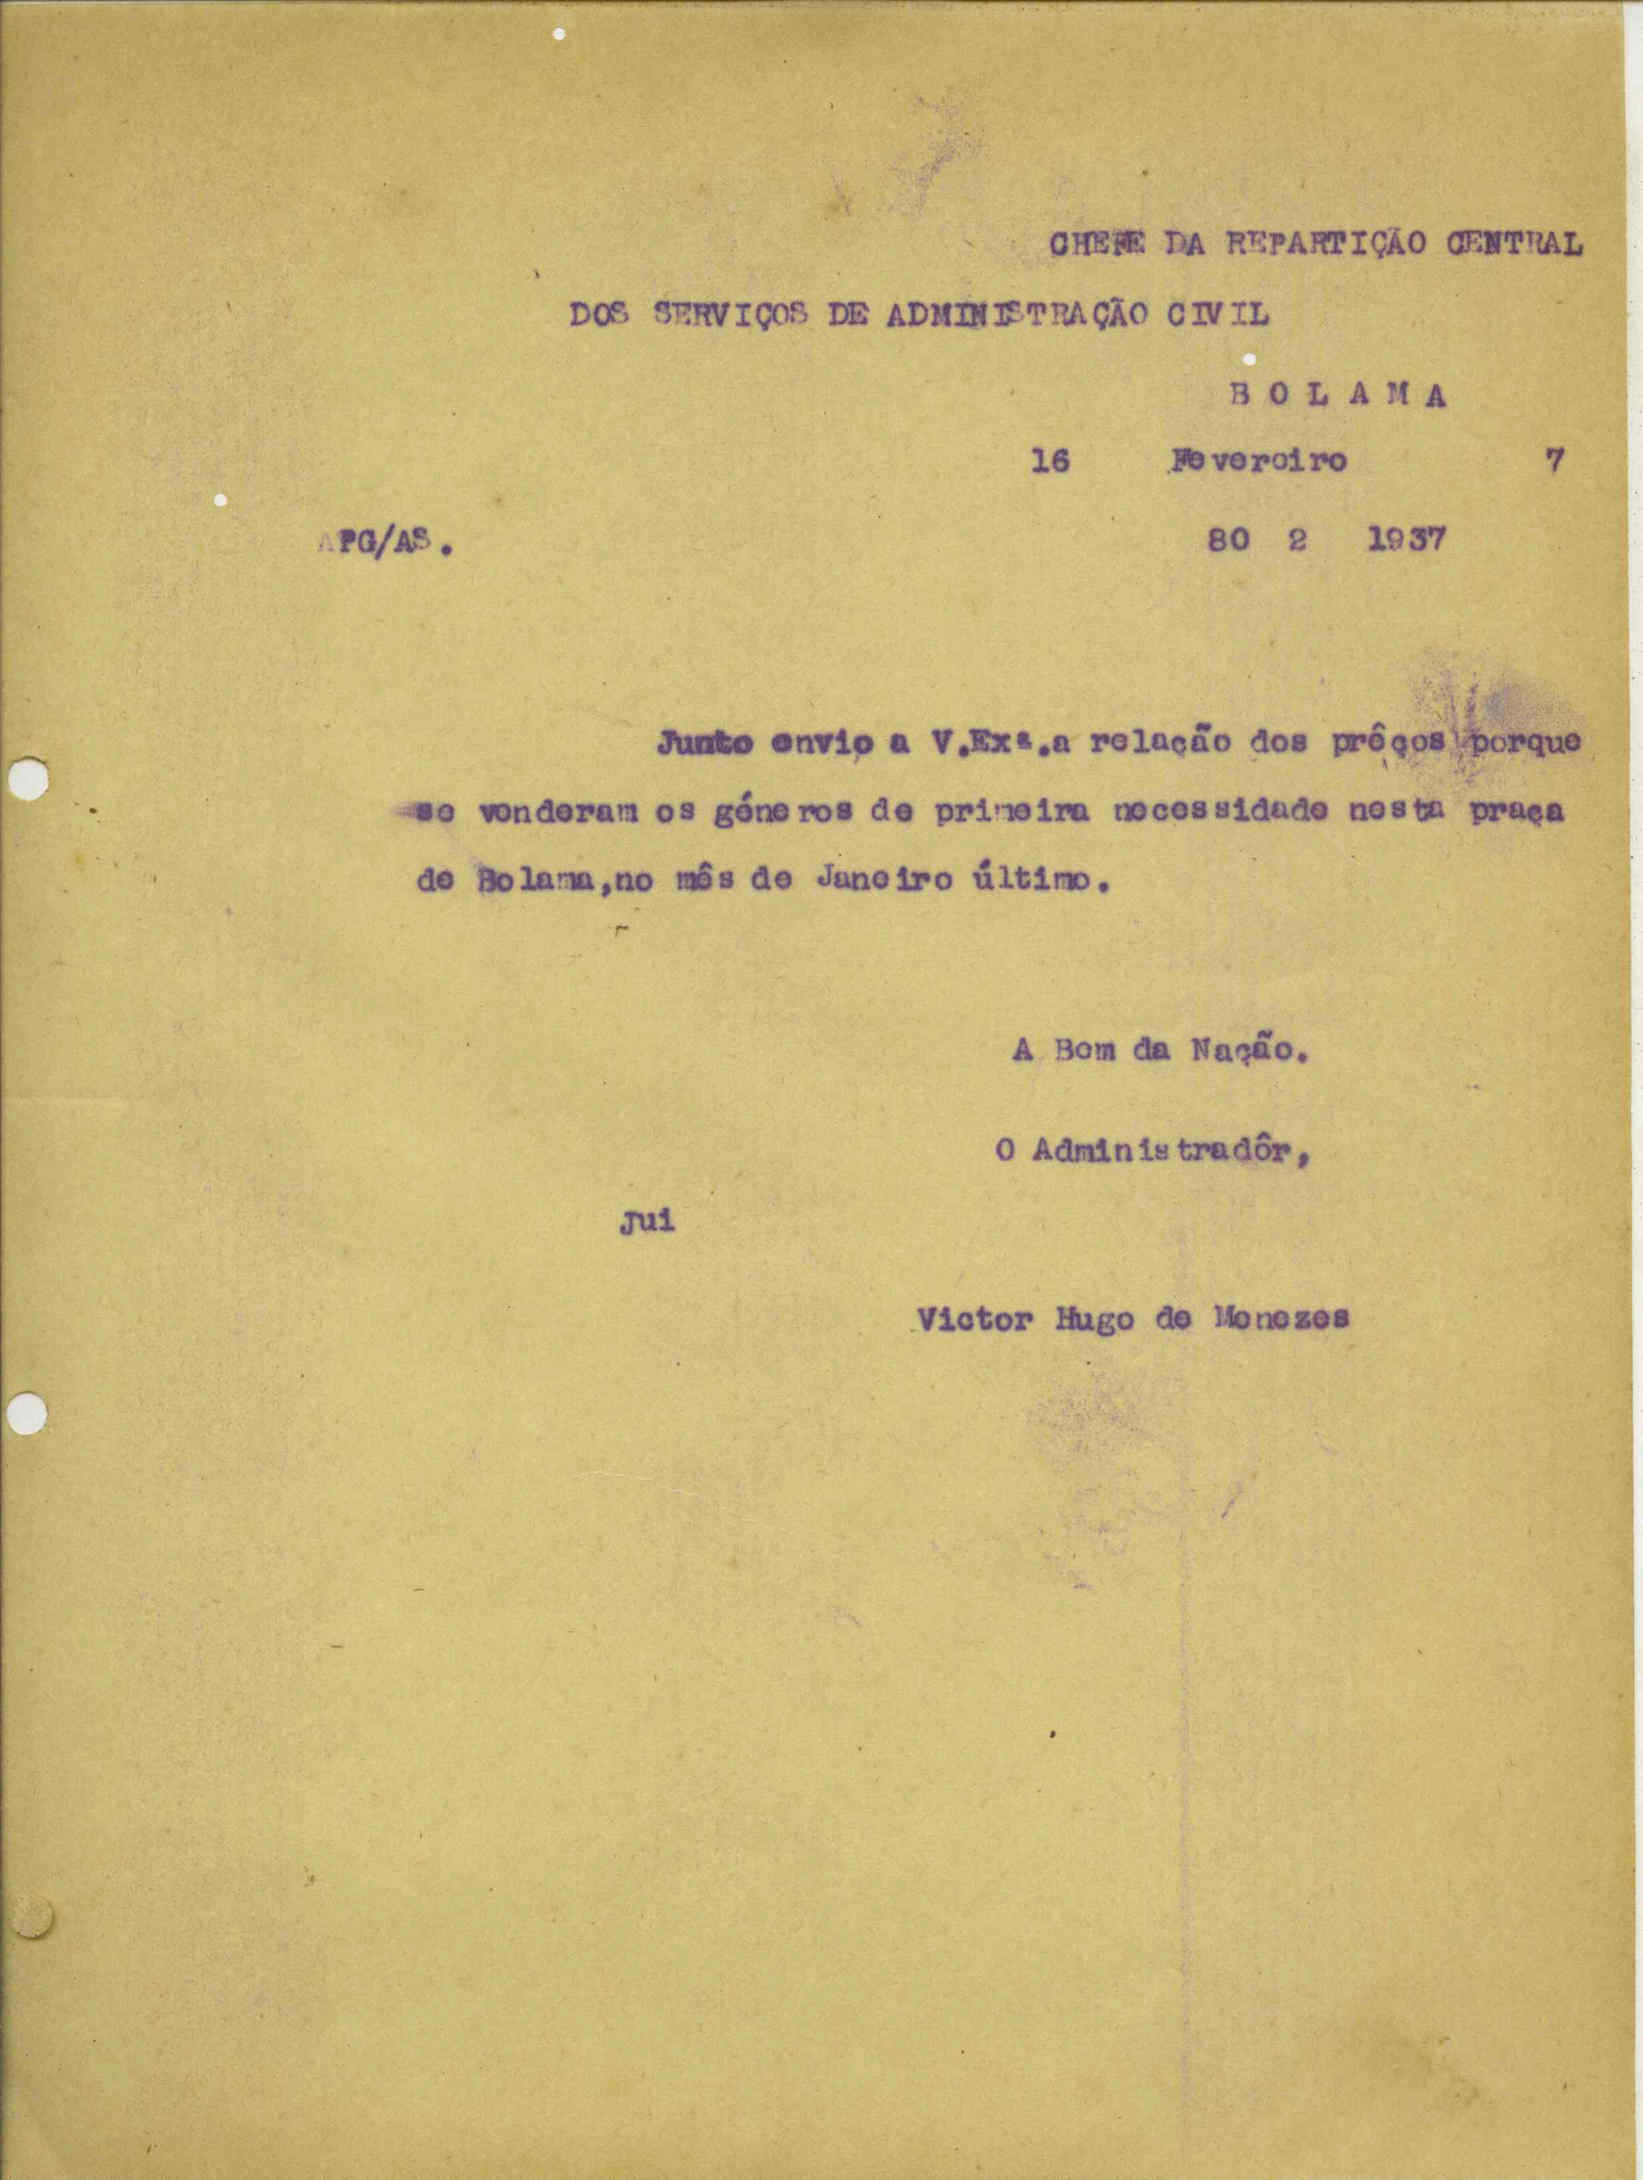 CHEFE DA REPARTIÇÃO CENTRAL
DOS SERVIÇOS DE ADMINISTRAÇÃO CIVIL
B O L A M A
16 Fevereiro 7
APG/AS. 80 2 1937
Junto envio a V.Exª.a relação dos prêços porque
se venderam os géneros de primeira necessidade nesta praça
de Bolama,no mês de Janeiro último.
A Bem da Nação.
O Administradôr,
Jui
Victor Hugo de Menezes